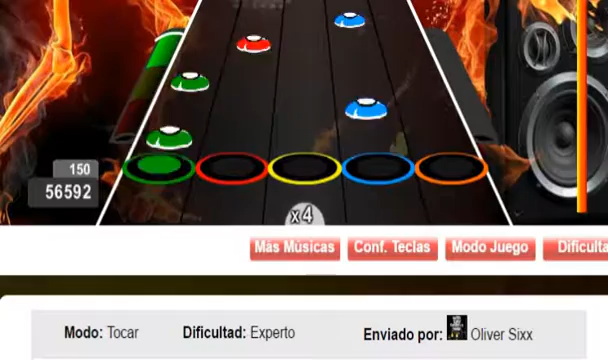 150
56592
x4
Más Músicas
Conf. Teclas
Modo Juego
Dificulta
Modo: Tocar
Dificultad: Experto
Enviado por: Oliver Sixx